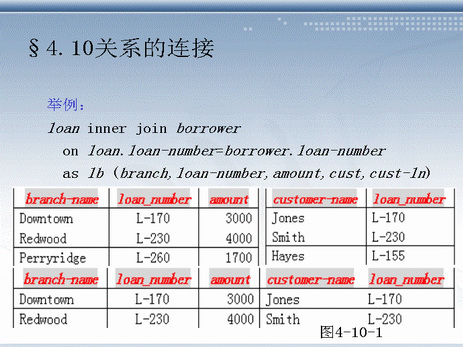 §4.10关系的连接
举例:
loan inner join borrower
on loan.loan-number=borrower.loan-number
as lb (branch,loan-number,amount,cust,cust-ln)
branch-name loan_number amount customer-name loan_number
Downtown L-170 3000 Jones L-170
Redwood L-230 4000 Smith L-230
Perryridge L-260 1700 Hayes L-155
branch-name loan_number amount customer-name loan_number
Downtown L-170 3000 Jones L-170
Redwood L-230 4000 Smith L-230
图4-10-1